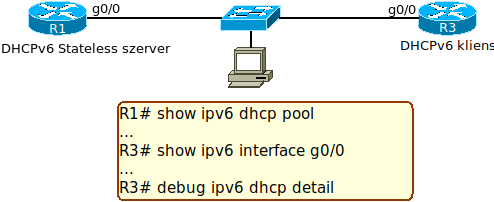 g0/0
g0/0
R1
R3
DHCPv6 Stateless szerver
DHCPv6 kliens
R1# show ipv6 dhcp pool
...
R3# show ipv6 interface g0/0
...
R3# debug ipv6 dhcp detail